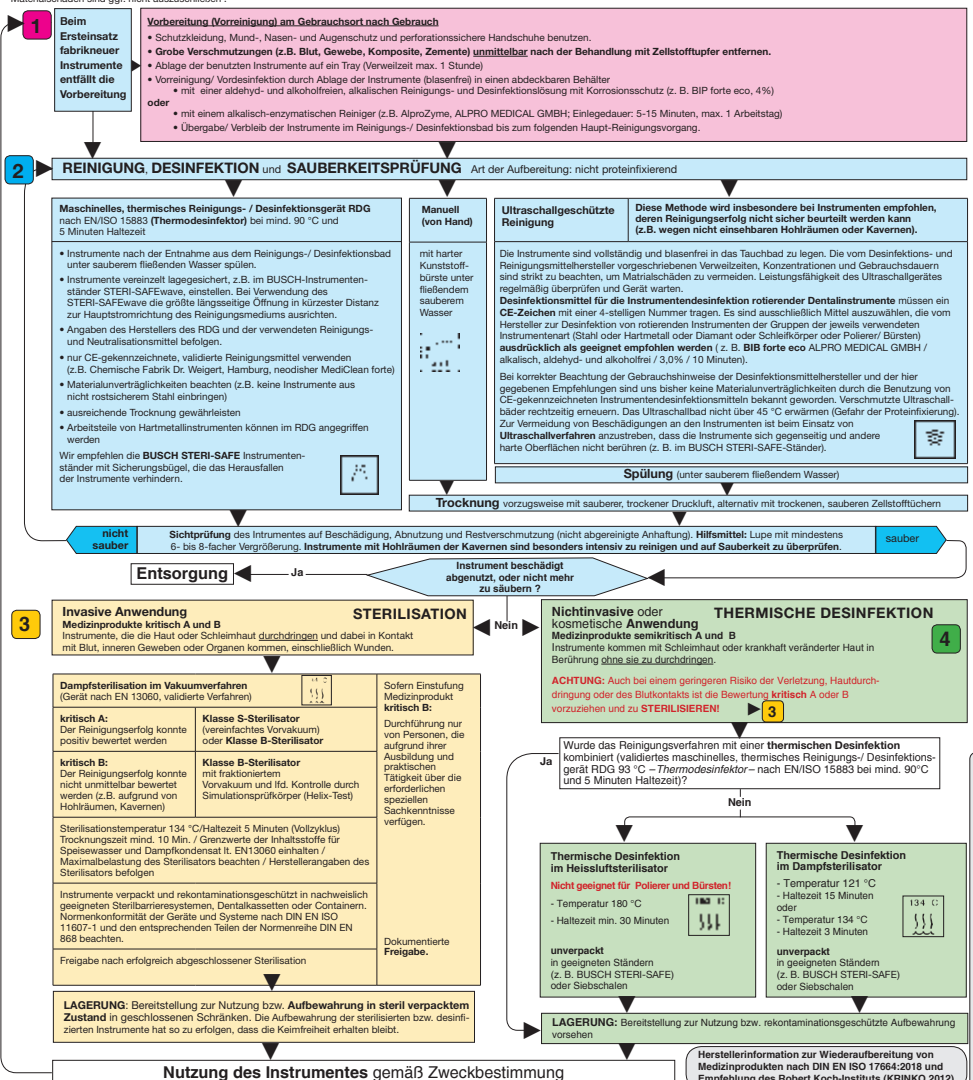 Materialschäden sind ggf. nicht auszuschließen .
1
Beim
Ersteinsatz
fabrikneuer
Instrumente
entfällt die
Vorbereitung
Vorbereitung (Vorreinigung) am Gebrauchsort nach Gebrauch
• Schutzkleidung, Mund-, Nasen- und Augenschutz und perforationssichere Handschuhe benutzen.
• Grobe Verschmutzungen (z.B. Blut, Gewebe, Komposite, Zemente) unmittelbar nach der Behandlung mit Zellstofftupfer entfernen.
• Ablage der benutzten Instrumente auf ein Tray (Verweilzeit max. 1 Stunde)
• Vorreinigung/ Vordesinfektion durch Ablage der Instrumente (blasenfrei) in einen abdeckbaren Behälter
• mit einer aldehyd- und alkoholfreien, alkalischen Reinigungs- und Desinfektionslösung mit Korrosionsschutz (z. B. BIP forte eco, 4%)
oder
• mit einem alkalisch-enzymatischen Reiniger (z.B. AlproZyme, ALPRO MEDICAL GMBH; Einlegedauer: 5-15 Minuten, max. 1 Arbeitstag)
• Übergabe/ Verbleib der Instrumente im Reinigungs-/ Desinfektionsbad bis zum folgenden Haupt-Reinigungsvorgang.
2
REINIGUNG, DESINFEKTION und SAUBERKEITSPRÜFUNG Art der Aufbereitung: nicht proteinfixierend
Maschinelles, thermisches Reinigungs- / Desinfektionsgerät RDG
nach EN/ISO 15883 (Thermodesinfektor) bei mind. 90 °C und
5 Minuten Haltezeit
• Instrumente nach der Entnahme aus dem Reinigungs-/ Desinfektionsbad
unter sauberem fließenden Wasser spülen.
• Instrumente vereinzelt lagegesichert, z.B. im BUSCH-Instrumenten-
ständer STERI-SAFEwave, einstellen. Bei Verwendung des
STERI-SAFEwave die größte längsseitige Öffnung in kürzester Distanz
zur Hauptstromrichtung des Reinigungsmediums ausrichten.
• Angaben des Herstellers des RDG und der verwendeten Reinigungs-
und Neutralisationsmittel befolgen.
• nur CE-gekennzeichnete, validierte Reinigungsmittel verwenden
(z.B. Chemische Fabrik Dr. Weigert, Hamburg, neodisher MediClean forte)
• Materialunverträglichkeiten beachten (z.B. keine Instrumente aus
nicht rostsicherem Stahl einbringen)
• ausreichende Trocknung gewährleisten
• Arbeitsteile von Hartmetallinstrumenten können im RDG angegriffen
werden
Wir empfehlen die BUSCH STERI-SAFE Instrumenten-
ständer mit Sicherungsbügel, die das Herausfallen
der Instrumente verhindern.
Manuell
(von Hand)
mit harter
Kunststoff-
bürste unter
fließendem
sauberem
Wasser
Ultraschallgeschützte
Reinigung
Diese Methode wird insbesondere bei Instrumenten empfohlen,
deren Reinigungserfolg nicht sicher beurteilt werden kann
(z.B. wegen nicht einsehbaren Hohlräumen oder Kavernen).
Die Instrumente sind vollständig und blasenfrei in das Tauchbad zu legen. Die vom Desinfektions- und
Reinigungsmittelhersteller vorgeschriebenen Verweilzeiten, Konzentrationen und Gebrauchsdauern
sind strikt zu beachten, um Matrialschäden zu vermeiden. Leistungsfähigkeit des Ultraschallgerätes
regelmäßig überprüfen und Gerät warten.
Desinfektionsmittel für die Instrumentendesinfektion rotierender Dentalinstrumente müssen ein
CE-Zeichen mit einer 4-stelligen Nummer tragen. Es sind ausschließlich Mittel auszuwählen, die vom
Hersteller zur Desinfektion von rotierenden Instrumenten der Gruppen der jeweils verwendeten
Instrumentenart (Stahl oder Hartmetall oder Diamant oder Schleifkörper oder Polierer/ Bürsten)
ausdrücklich als geeignet empfohlen werden ( z. B. BIB forte eco ALPRO MEDICAL GMBH /
alkalisch, aldehyd- und alkoholfrei / 3,0% / 10 Minuten).
Bei korrekter Beachtung der Gebrauchshinweise der Desinfektionsmittelhersteller und der hier
gegebenen Empfehlungen sind uns bisher keine Materialunverträglichkeiten durch die Benutzung von
CE-gekennzeichneten Instrumentendesinfektionsmitteln bekannt geworden. Verschmutzte Ultraschall-
bäder rechtzeitig erneuern. Das Ultraschallbad nicht über 45 °C erwärmen (Gefahr der Proteinfixierung).
Zur Vermeidung von Beschädigungen an den Instrumenten ist beim Einsatz von
Ultraschallverfahren anzustreben, dass die Instrumente sich gegenseitig und andere
harte Oberflächen nicht berühren (z. B. im BUSCH STERI-SAFE-Ständer).
Spülung (unter sauberem fließendem Wasser)
Trocknung vorzugsweise mit sauberer, trockener Druckluft, alternativ mit trockenen, sauberen Zellstofftüchern
nicht
sauber
Sichtprüfung des Intrumentes auf Beschädigung, Abnutzung und Restverschmutzung (nicht abgereinigte Anhaftung). Hilfsmittel: Lupe mit mindestens
6- bis 8-facher Vergrößerung. Instrumente mit Hohlräumen der Kavernen sind besonders intensiv zu reinigen und auf Sauberkeit zu überprüfen.
sauber
Entsorgung
Ja
Instrument beschädigt
abgenutzt, oder nicht mehr
zu säubern ?
Nein
3
Invasive Anwendung
STERILISATION
Medizinprodukte kritisch A und B
Instrumente, die die Haut oder Schleimhaut durchdringen und dabei in Kontakt
mit Blut, inneren Geweben oder Organen kommen, einschließlich Wunden.
Dampfsterilisation im Vakuumverfahren
(Gerät nach EN 13060, validierte Verfahren)
kritisch A:
Der Reinigungserfolg konnte
positiv bewertet werden
Klasse S-Sterilisator
(vereinfachtes Vorvakuum)
oder Klasse B-Sterilisator
kritisch B:
Der Reinigungserfolg konnte
nicht unmittelbar bewertet
werden (z.B. aufgrund von
Hohlräumen, Kavernen)
Klasse B-Sterilisator
mit fraktioniertem
Vorvakuum und lfd. Kontrolle durch
Simulationsprüfkörper (Helix-Test)
Sterilisationstemperatur 134 °C/Haltezeit 5 Minuten (Vollzyklus)
Trocknungszeit mind. 10 Min. / Grenzwerte der Inhaltsstoffe für
Speisewasser und Dampfkondensat lt. EN13060 einhalten /
Maximalbelastung des Sterilisators beachten / Herstellerangaben des
Sterilisators befolgen
Instrumente verpackt und rekontaminationsgeschützt in nachweislich
geeigneten Sterilbarrieresystemen, Dentalkassetten oder Containern.
Normenkonformität der Geräte und Systeme nach DIN EN ISO
11607-1 und den entsprechenden Teilen der Normenreihe DIN EN
868 beachten.
Freigabe nach erfolgreich abgeschlossener Sterilisation
Sofern Einstufung
Medizinprodukt
kritisch B:
Durchführung nur
von Personen, die
aufgrund ihrer
Ausbildung und
praktischen
Tätigkeit über die
erforderlichen
speziellen
Sachkenntnisse
verfügen.
Dokumentierte
Freigabe.
LAGERUNG: Bereitstellung zur Nutzung bzw. Aufbewahrung in steril verpacktem
Zustand in geschlossenen Schränken. Die Aufbewahrung der sterilisierten bzw. desinfi-
zierten Instrumente hat so zu erfolgen, dass die Keimfreiheit erhalten bleibt.
Nichtinvasive oder
kosmetische Anwendung
THERMISCHE DESINFEKTION
4
Medizinprodukte semikritisch A und B
Instrumente kommen mit Schleimhaut oder krankhaft veränderter Haut in
Berührung ohne sie zu durchdringen.
ACHTUNG: Auch bei einem geringeren Risiko der Verletzung, Hautdurch-
dringung oder des Blutkontakts ist die Bewertung kritisch A oder B
vorzuziehen und zu STERILISIEREN!
3
Ja
Wurde das Reinigungsverfahren mit einer thermischen Desinfektion
kombiniert (validiertes maschinelles, thermisches Reinigungs-/ Desinfektions-
gerät RDG 93 °C –Thermodesinfektor– nach EN/ISO 15883 bei mind. 90°C
und 5 Minuten Haltezeit)?
Nein
Thermische Desinfektion
im Heissluftsterilisator
Nicht geeignet für Polierer und Bürsten!
- Temperatur 180 °C
- Haltezeit min. 30 Minuten
unverpackt
in geeigneten Ständern
(z. B. BUSCH STERI-SAFE)
oder Siebschalen
Thermische Desinfektion
im Dampfsterilisator
- Temperatur 121 °C
- Haltezeit 15 Minuten
oder
- Temperatur 134 °C
- Haltezeit 3 Minuten
134 °C
unverpackt
in geeigneten Ständern
(z. B. BUSCH STERI-SAFE)
oder Siebschalen
LAGERUNG: Bereitstellung zur Nutzung bzw. rekontaminationsgeschützte Aufbewahrung
vorsehen
Nutzung des Instrumentes gemäß Zweckbestimmung
Herstellerinformation zur Wiederaufbereitung von
Medizinprodukten nach DIN EN ISO 17664:2018 und
Empfehlung des Robert Koch-Instituts (KRINKO 2012)